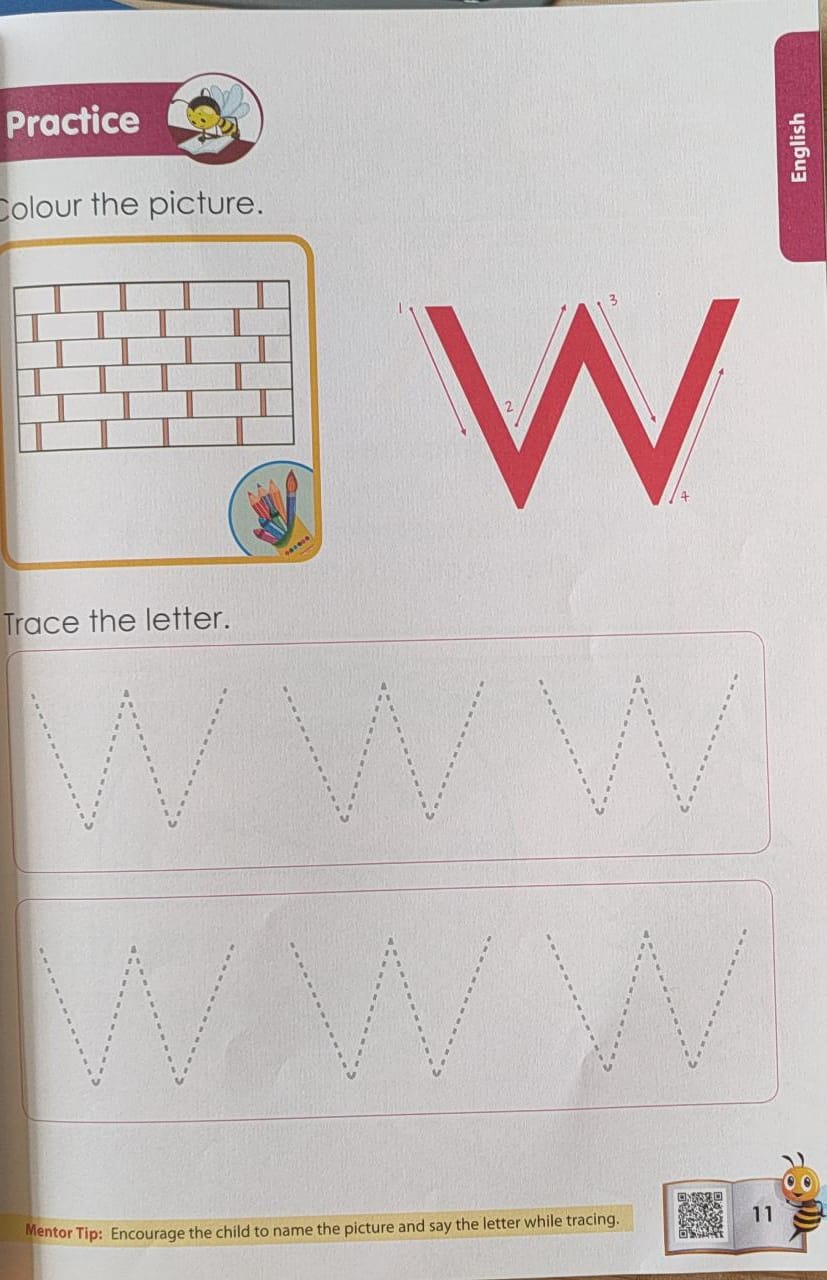 Practice
English
Colour the picture.
1
3
2
4
Trace the letter.
W W W
W W W
Mentor Tip: Encourage the child to name the picture and say the letter while tracing.
11